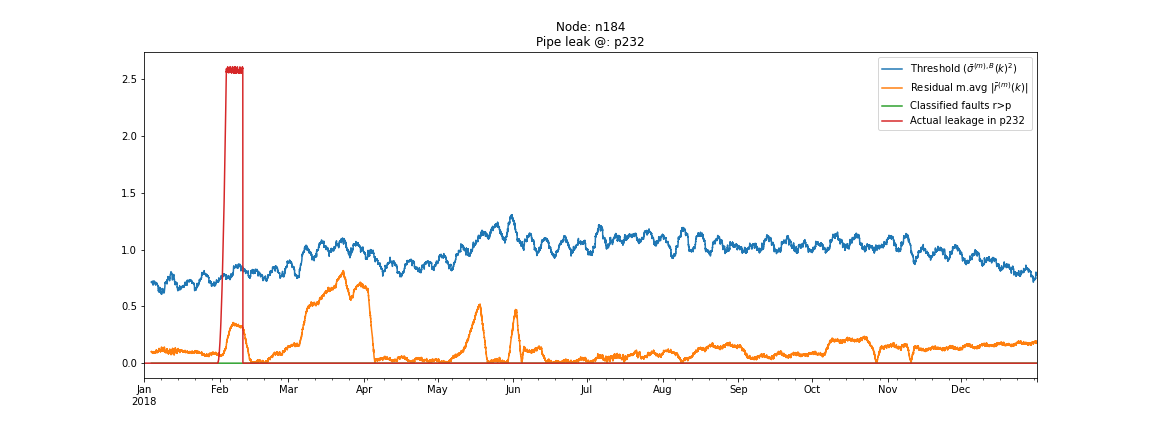 Node: n184
Pipe leak @: p232
Threshold (σ̄⁽ᵐ⁾,ᴮ(k)²)
Residual m.avg |r̄⁽ᵐ⁾(k)|
Classified faults r>p
Actual leakage in p232
2.5
2.0
1.5
1.0
0.5
0.0
Jan Feb Mar Apr May Jun Jul Aug Sep Oct Nov Dec
2018